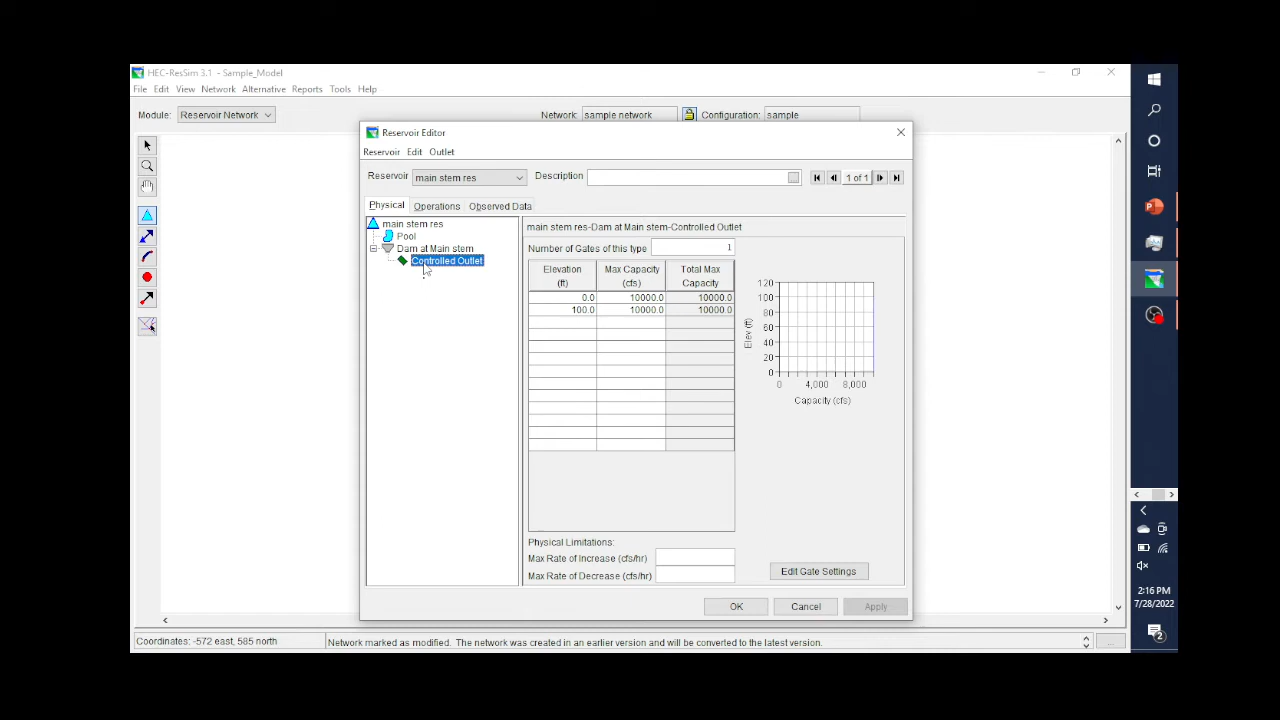 HEC-ResSim 3.1 - Sample_Model
File Edit View Network Alternative Reports Tools Help
Module: Reservoir Network Network: sample network Configuration: sample
Reservoir Editor
Reservoir Edit Outlet
Reservoir main stem res Description 1 of 1
Physical Operations Observed Data
main stem res
Pool
Dam at Main stem
Controlled Outlet
main stem res-Dam at Main stem-Controlled Outlet
Number of Gates of this type 1
Elevation Max Capacity Total Max
(ft) (cfs) Capacity
0.0 10000.0 10000.0
100.0 10000.0 10000.0
120
100
80
60
40
20
0
Elev (ft)
0 4,000 8,000
Capacity (cfs)
Physical Limitations:
Max Rate of Increase (cfs/hr)
Max Rate of Decrease (cfs/hr)
Edit Gate Settings
OK Cancel Apply
Coordinates: -572 east, 585 north
Network marked as modified. The network was created in an earlier version and will be converted to the latest version.
...
2:16 PM
7/28/2022
2